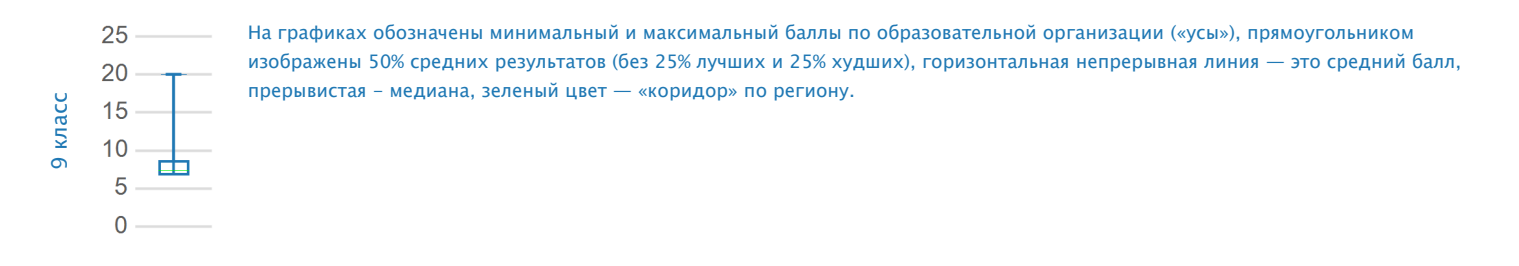 25
20
15
10
5
0
9 класс
На графиках обозначены минимальный и максимальный баллы по образовательной организации («усы»), прямоугольником
изображены 50% средних результатов (без 25% лучших и 25% худших), горизонтальная непрерывная линия — это средний балл,
прерывистая – медиана, зеленый цвет — «коридор» по региону.